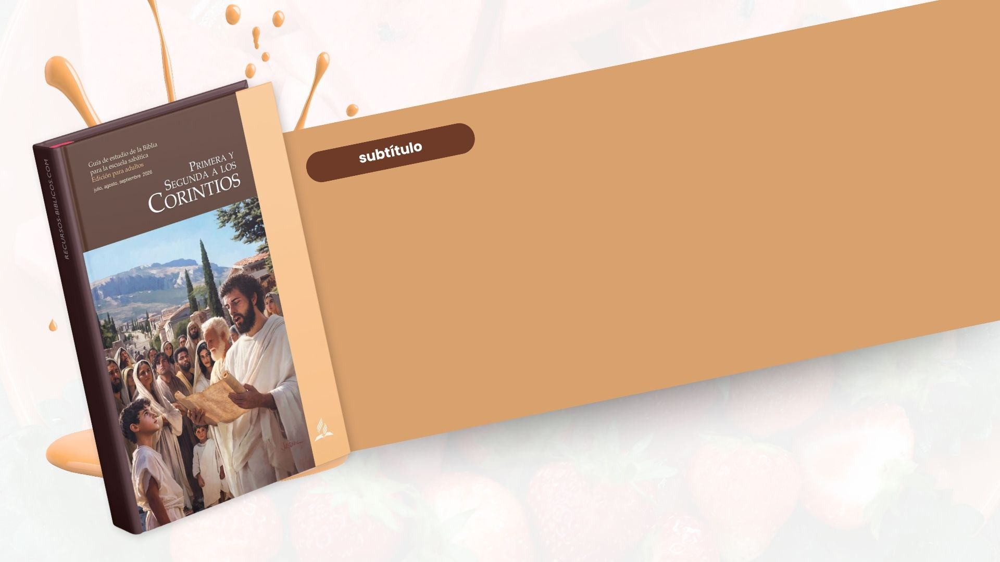 Guía de estudio de la Biblia
para la escuela sabática
Edición para adultos
julio, agosto, septiembre 2026
PRIMERA Y
SEGUNDA A LOS
CORINTIOS
RECURSOS-BIBLICOS.COM
subtítulo